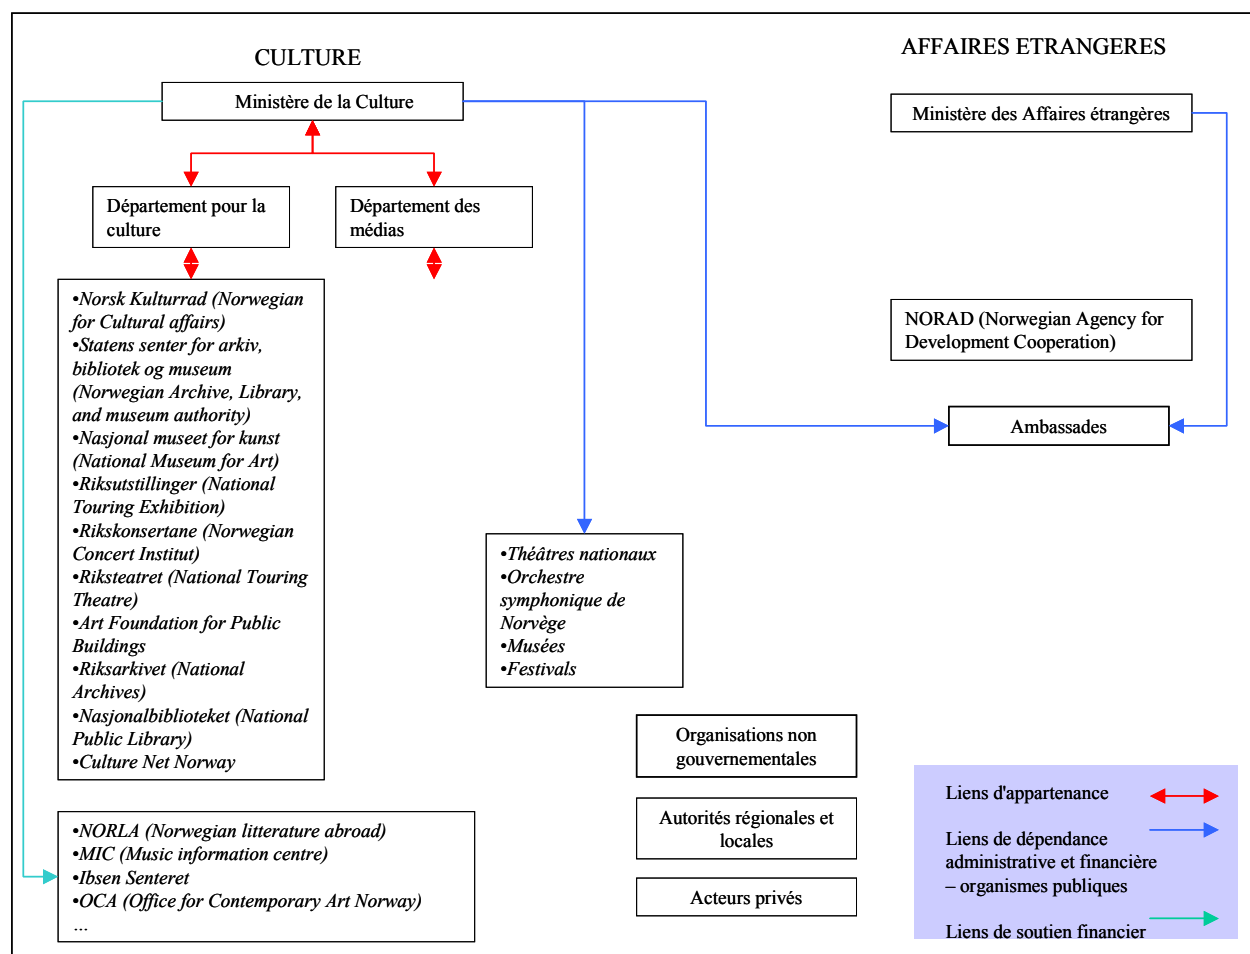 CULTURE
AFFAIRES ETRANGERES
Ministère de la Culture
Ministère des Affaires étrangères
Département pour la
culture
Département des
médias
•Norsk Kulturrad (Norwegian
for Cultural affairs)
•Statens senter for arkiv,
bibliotek og museum
(Norwegian Archive, Library,
and museum authority)
•Nasjonal museet for kunst
(National Museum for Art)
•Riksutstillinger (National
Touring Exhibition)
•Rikskonsertane (Norwegian
Concert Institut)
•Riksteatret (National Touring
Theatre)
•Art Foundation for Public
Buildings
•Riksarkivet (National
Archives)
•Nasjonalbiblioteket (National
Public Library)
•Culture Net Norway
NORAD (Norwegian Agency for
Development Cooperation)
Ambassades
•Théâtres nationaux
•Orchestre
symphonique de
Norvège
•Musées
•Festivals
Organisations non
gouvernementales
Autorités régionales et
locales
Acteurs privés
•NORLA (Norwegian litterature abroad)
•MIC (Music information centre)
•Ibsen Senteret
•OCA (Office for Contemporary Art Norway)
...
Liens d'appartenance
Liens de dépendance
administrative et financière
– organismes publiques
Liens de soutien financier